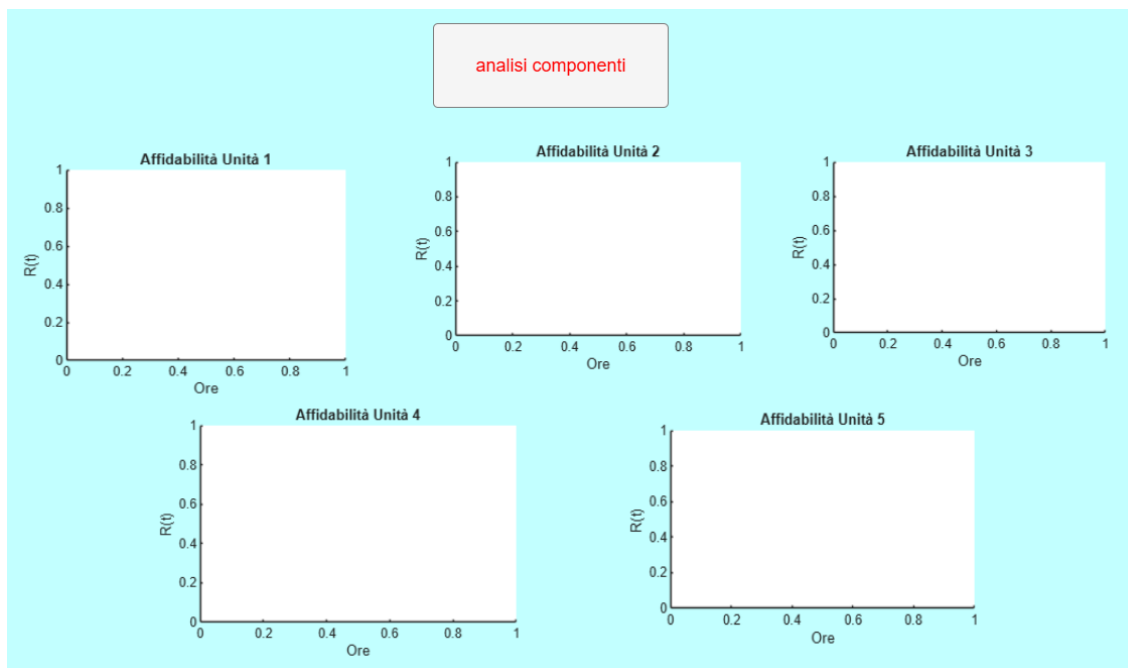 analisi componenti
Affidabilità Unità 1
1
0.8
0.6
0.4
0.2
0
R(t)
0 0.2 0.4 0.6 0.8 1
Ore
Affidabilità Unità 2
1
0.8
0.6
0.4
0.2
0
R(t)
0 0.2 0.4 0.6 0.8 1
Ore
Affidabilità Unità 3
1
0.8
0.6
0.4
0.2
0
R(t)
0 0.2 0.4 0.6 0.8 1
Ore
Affidabilità Unità 4
1
0.8
0.6
0.4
0.2
0
R(t)
0 0.2 0.4 0.6 0.8 1
Ore
Affidabilità Unità 5
1
0.8
0.6
0.4
0.2
0
R(t)
0 0.2 0.4 0.6 0.8 1
Ore